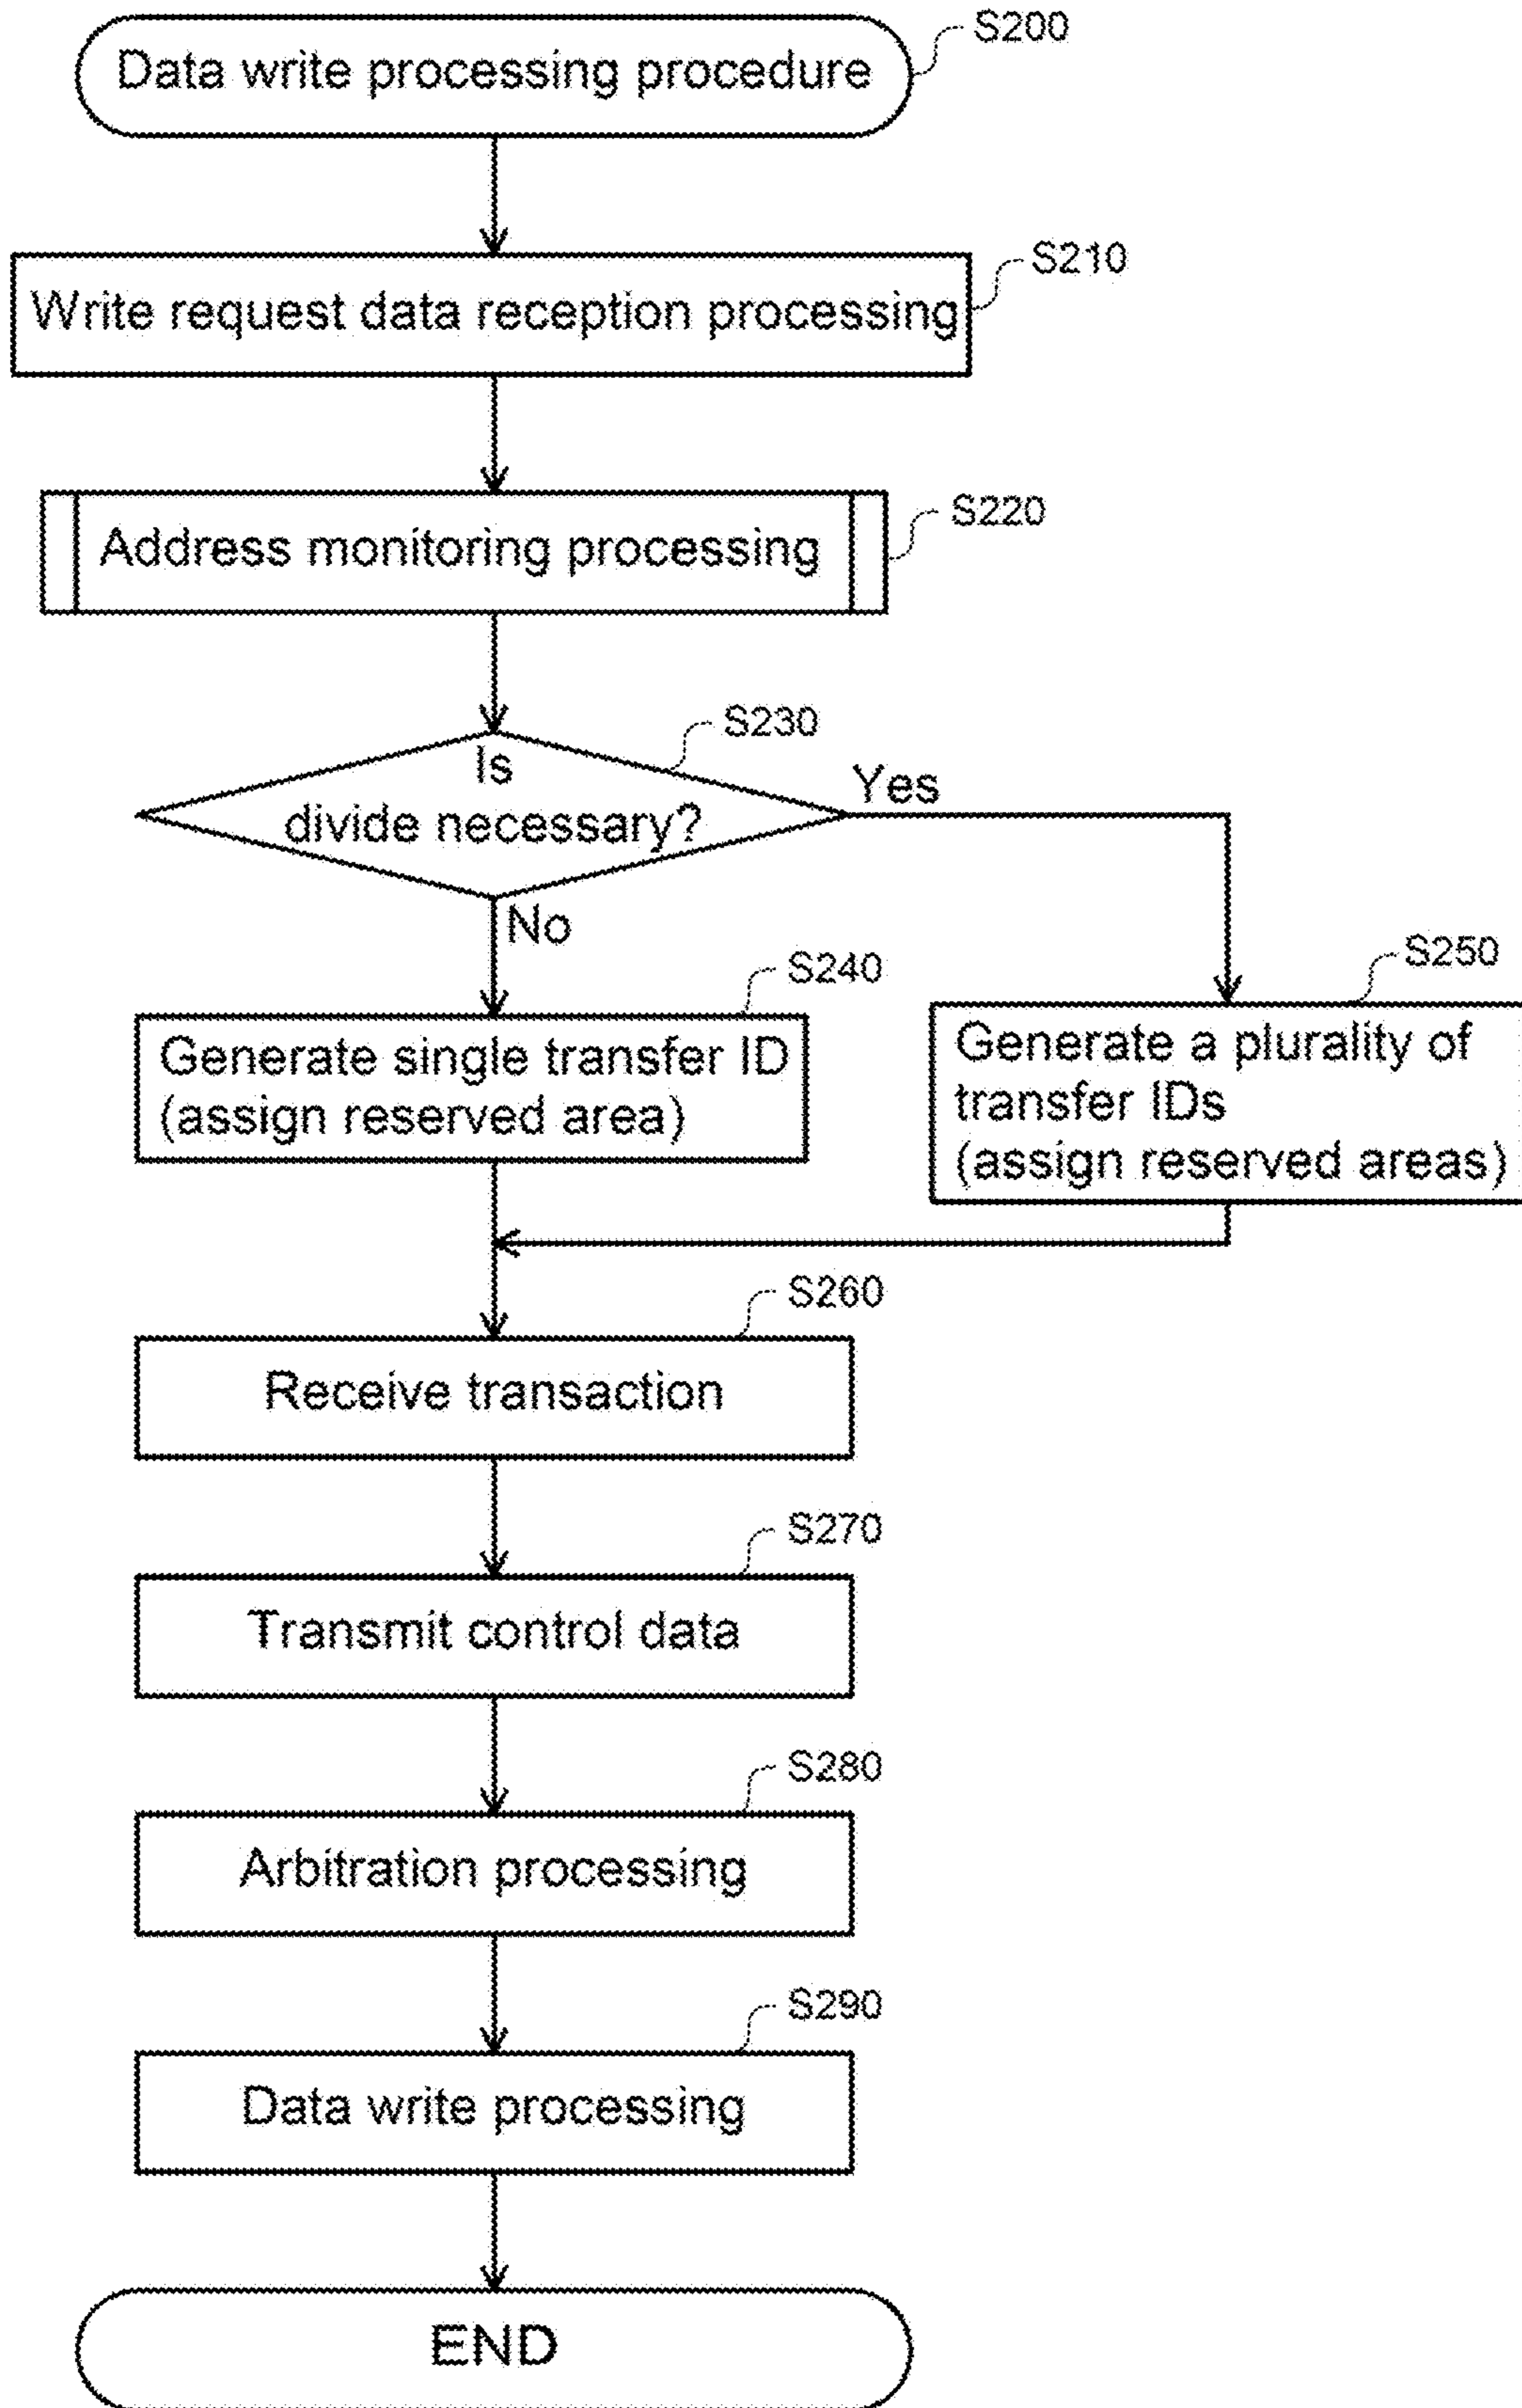 S200
Data write processing procedure
S210
Write request data reception processing
S220
Address monitoring processing
S230
Is
divide necessary?
Yes
No
S240
Generate single transfer ID
(assign reserved area)
S250
Generate a plurality of
transfer IDs
(assign reserved areas)
S260
Receive transaction
S270
Transmit control data
S280
Arbitration processing
S290
Data write processing
END